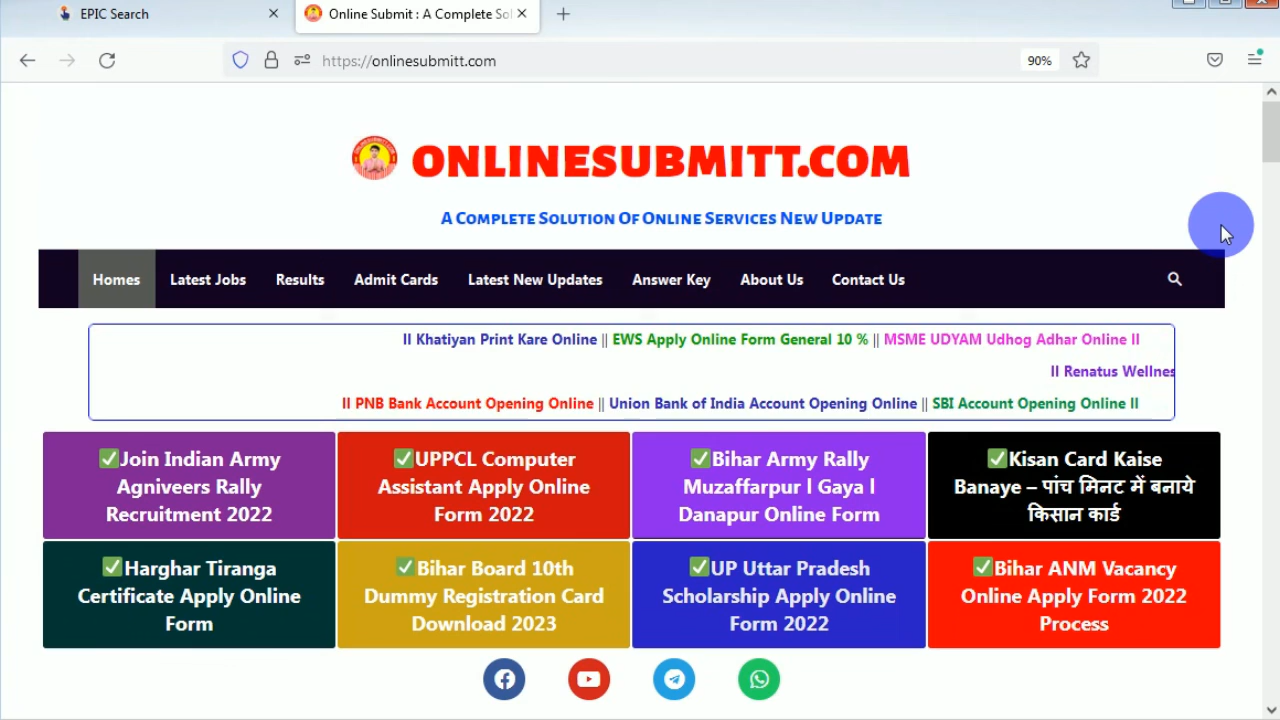 EPIC Search
Online Submit : A Complete Sol
https://onlinesubmitt.com
90%
ONLINESUBMITT.COM
A Complete Solution Of Online Services New Update
Homes
Latest Jobs
Results
Admit Cards
Latest New Updates
Answer Key
About Us
Contact Us
II Khatiyan Print Kare Online || EWS Apply Online Form General 10 % || MSME UDYAM Udhog Adhar Online II
II Renatus Wellnes
II PNB Bank Account Opening Online || Union Bank of India Account Opening Online || SBI Account Opening Online II
✅Join Indian Army
Agniveers Rally
Recruitment 2022
✅UPPCL Computer
Assistant Apply Online
Form 2022
✅Bihar Army Rally
Muzaffarpur l Gaya l
Danapur Online Form
✅Kisan Card Kaise
Banaye – पांच मिनट में बनाये
किसान कार्ड
✅Harghar Tiranga
Certificate Apply Online
Form
✅Bihar Board 10th
Dummy Registration Card
Download 2023
✅UP Uttar Pradesh
Scholarship Apply Online
Form 2022
✅Bihar ANM Vacancy
Online Apply Form 2022
Process